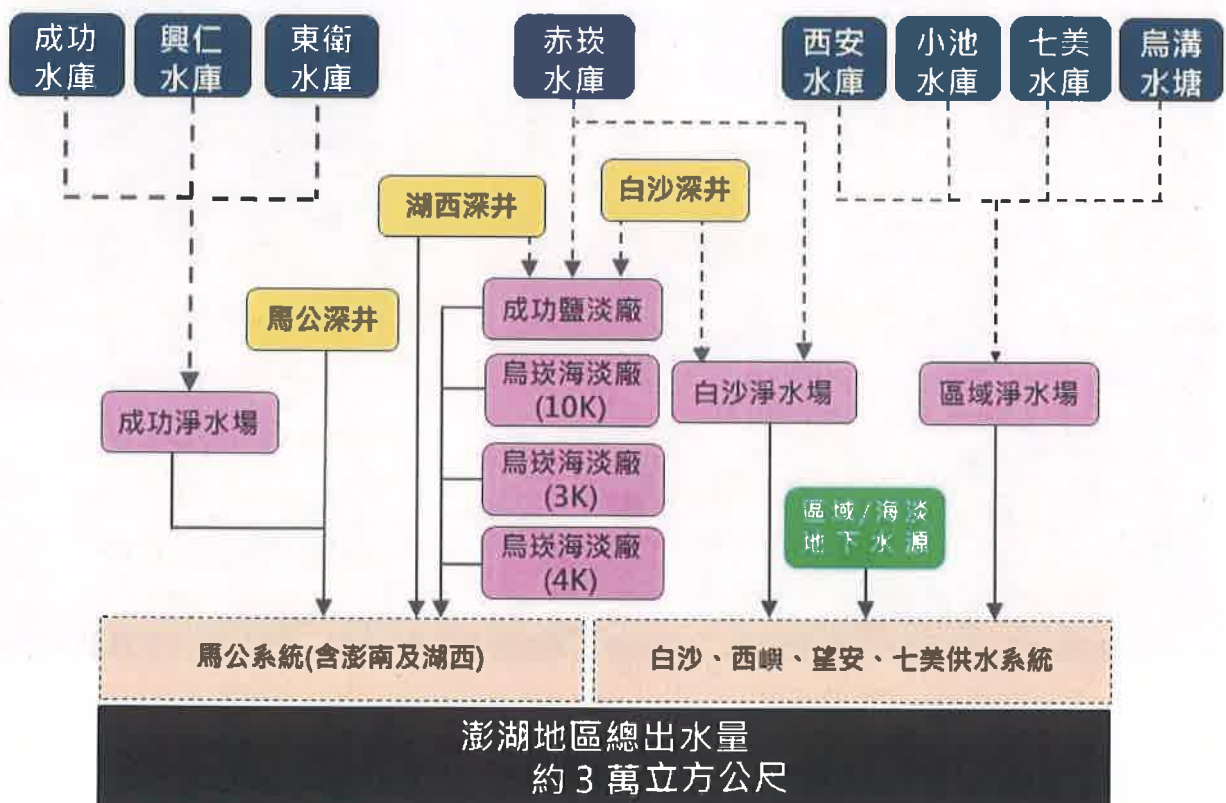 成功
水庫
興仁
水庫
東衛
水庫
赤崁
水庫
西安
水庫
小池
水庫
七美
水庫
烏溝
水塘
湖西深井
白沙深井
馬公深井
成功鹽淡廠
烏崁海淡廠
(10K)
白沙淨水場
區域淨水場
成功淨水場
烏崁海淡廠
(3K)
區域/海淡
地下水源
烏崁海淡廠
(4K)
馬公系統(含澎南及湖西)
白沙、西嶼、望安、七美供水系統
澎湖地區總出水量
約 3 萬立方公尺